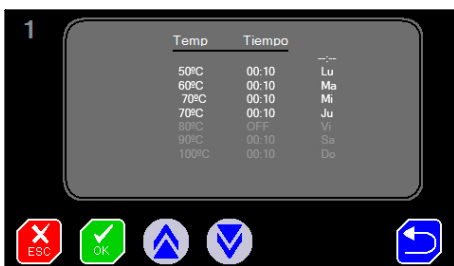 1
Temp Tiempo
--:--
50ºC 00:10 Lu
60ºC 00:10 Ma
70ºC 00:10 Mi
70ºC 00:10 Ju
80ºC OFF Vi
90ºC 00:10 Sa
100ºC 00:10 Do
ESC OK